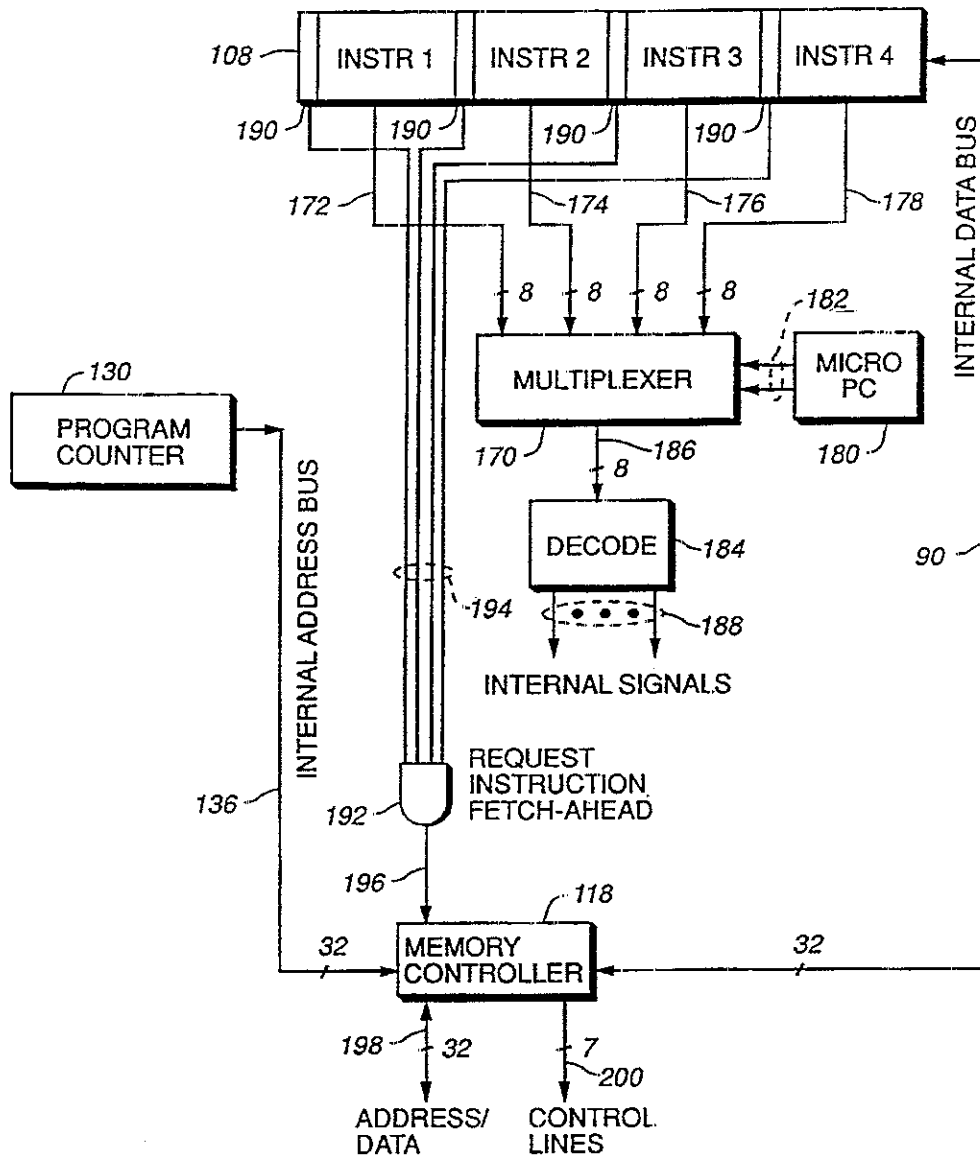 108
INSTR 1
INSTR 2
INSTR 3
INSTR 4
190
190
190
190
172
174
176
178
INTERNAL DATA BUS
8
8
8
8
182
130
PROGRAM
COUNTER
MULTIPLEXER
MICRO
PC
170
186
180
8
INTERNAL ADDRESS BUS
DECODE
184
90
194
188
INTERNAL SIGNALS
136
192
REQUEST
INSTRUCTION
FETCH-AHEAD
196
118
32
MEMORY
CONTROLLER
32
198
32
7
200
ADDRESS/
DATA
CONTROL
LINES